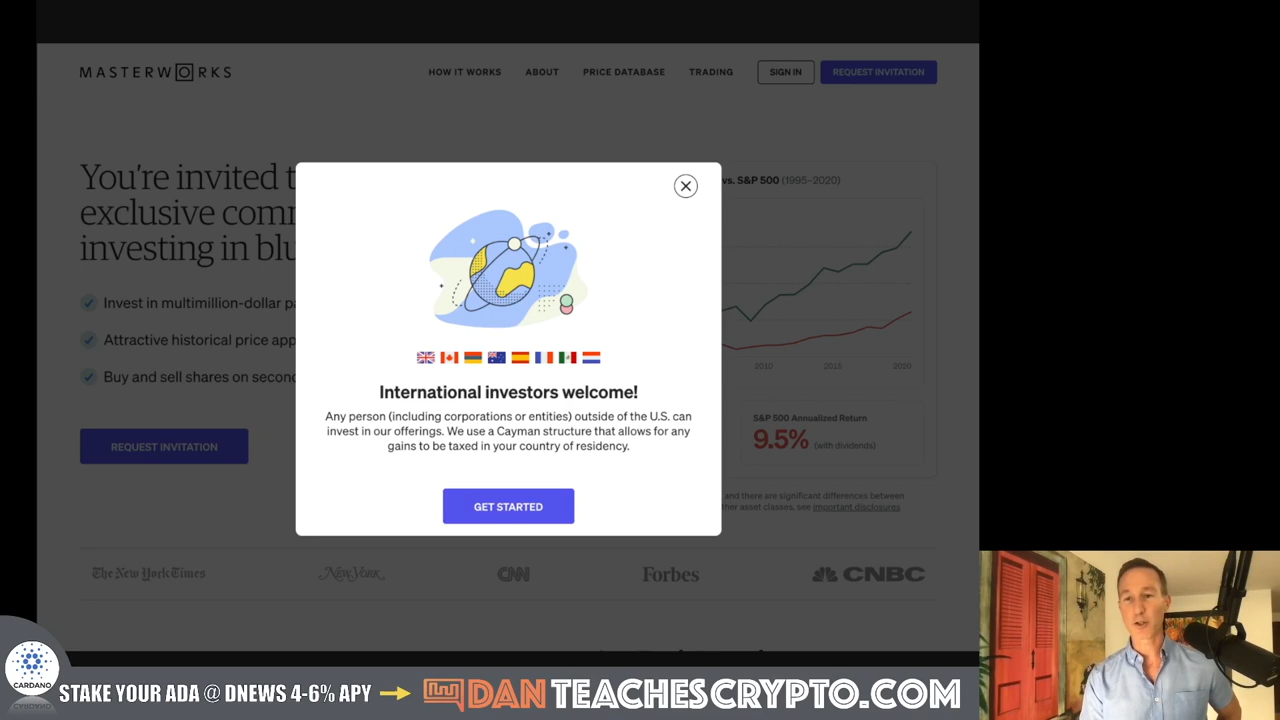 MASTERWORKS
HOW IT WORKS
ABOUT
PRICE DATABASE
TRADING
SIGN IN
REQUEST INVITATION
You're invited t
exclusive com
investing in blu
Invest in multimillion-dollar pa
Attractive historical price app
Buy and sell shares on secon
REQUEST INVITATION
vs. S&P 500 (1995–2020)
2010
2015
2020
S&P 500 Annualized Return
9.5% (with dividends)
and there are significant differences between
ther asset classes, see important disclosures
International investors welcome!
Any person (including corporations or entities) outside of the U.S. can
invest in our offerings. We use a Cayman structure that allows for any
gains to be taxed in your country of residency.
GET STARTED
The New York Times
New York
CNN
Forbes
CNBC
CARDANO
STAKE YOUR ADA @ DNEWS 4-6% APY
DANTEACHESCRYPTO.COM